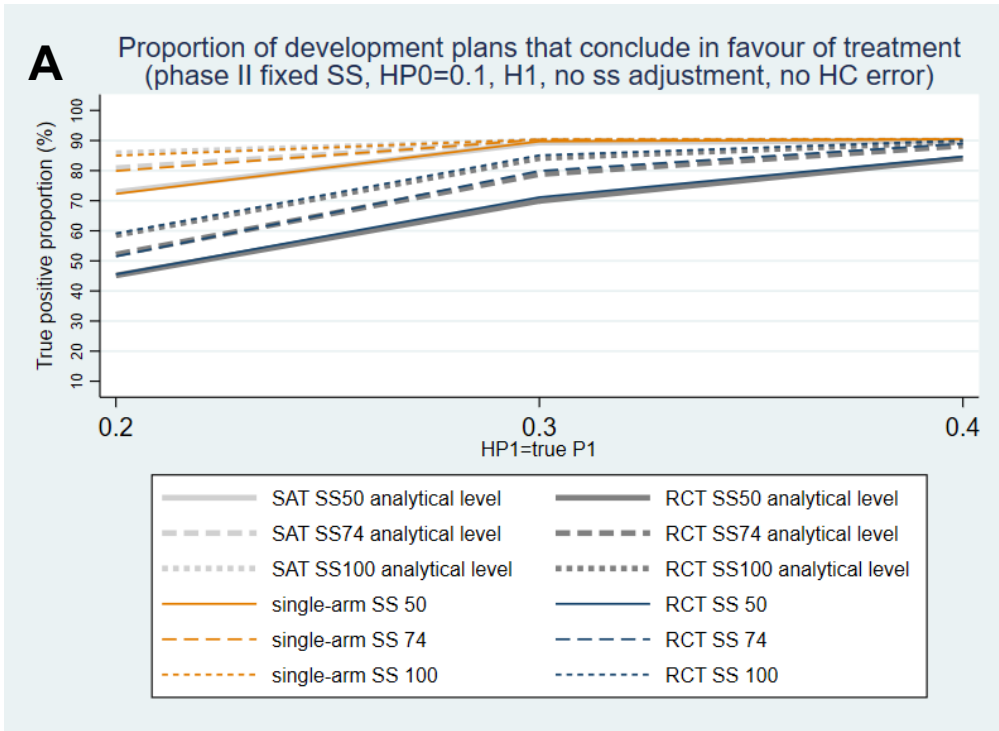 A
Proportion of development plans that conclude in favour of treatment
(phase II fixed SS, HP0=0.1, H1, no ss adjustment, no HC error)
True positive proportion (%)
100
90
80
70
60
50
40
30
20
10
0.2 0.3 0.4
HP1=true P1
SAT SS50 analytical level RCT SS50 analytical level
SAT SS74 analytical level RCT SS74 analytical level
SAT SS100 analytical level RCT SS100 analytical level
single-arm SS 50 RCT SS 50
single-arm SS 74 RCT SS 74
single-arm SS 100 RCT SS 100